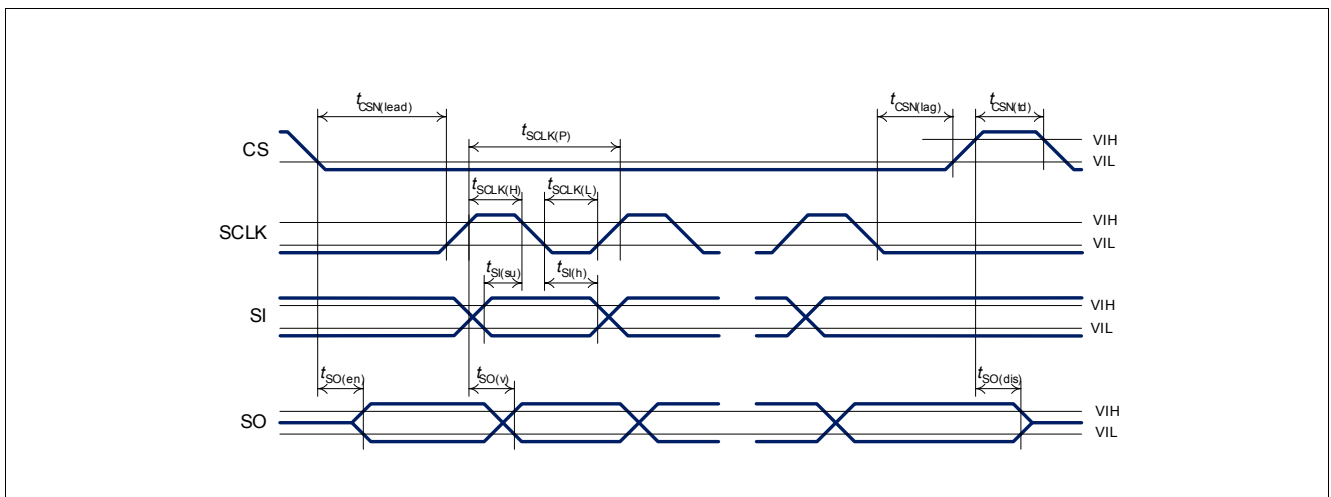 tCSN(lead)
tCSN(lag)
tCSN(td)
tSCLK(P)
CS
VIH
VIL
tSCLK(H)
tSCLK(L)
SCLK
VIH
VIL
tSI(su)
tSI(h)
SI
VIH
VIL
tSO(en)
tSO(v)
tSO(dis)
SO
VIH
VIL